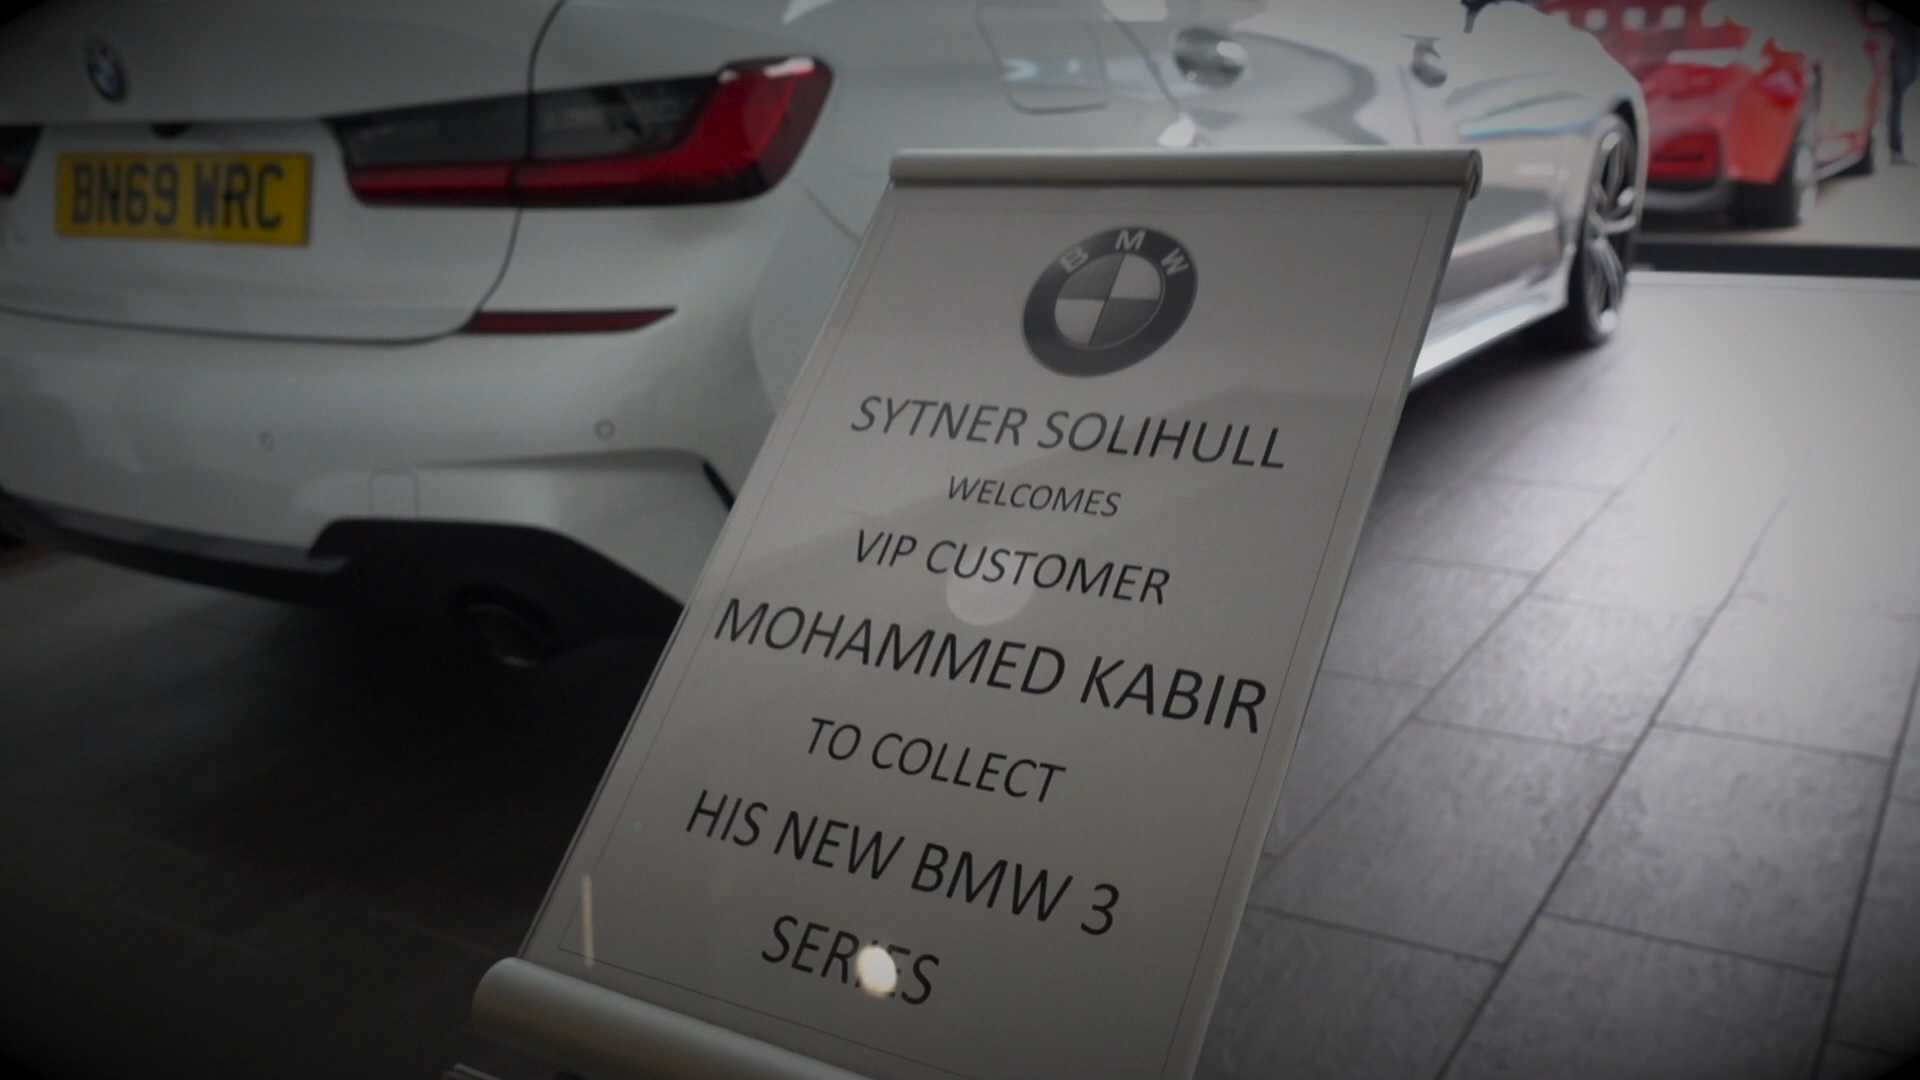 BN69 WRC
BMW
SYTNER SOLIHULL
WELCOMES
VIP CUSTOMER
MOHAMMED KABIR
TO COLLECT
HIS NEW BMW 3
SERIES